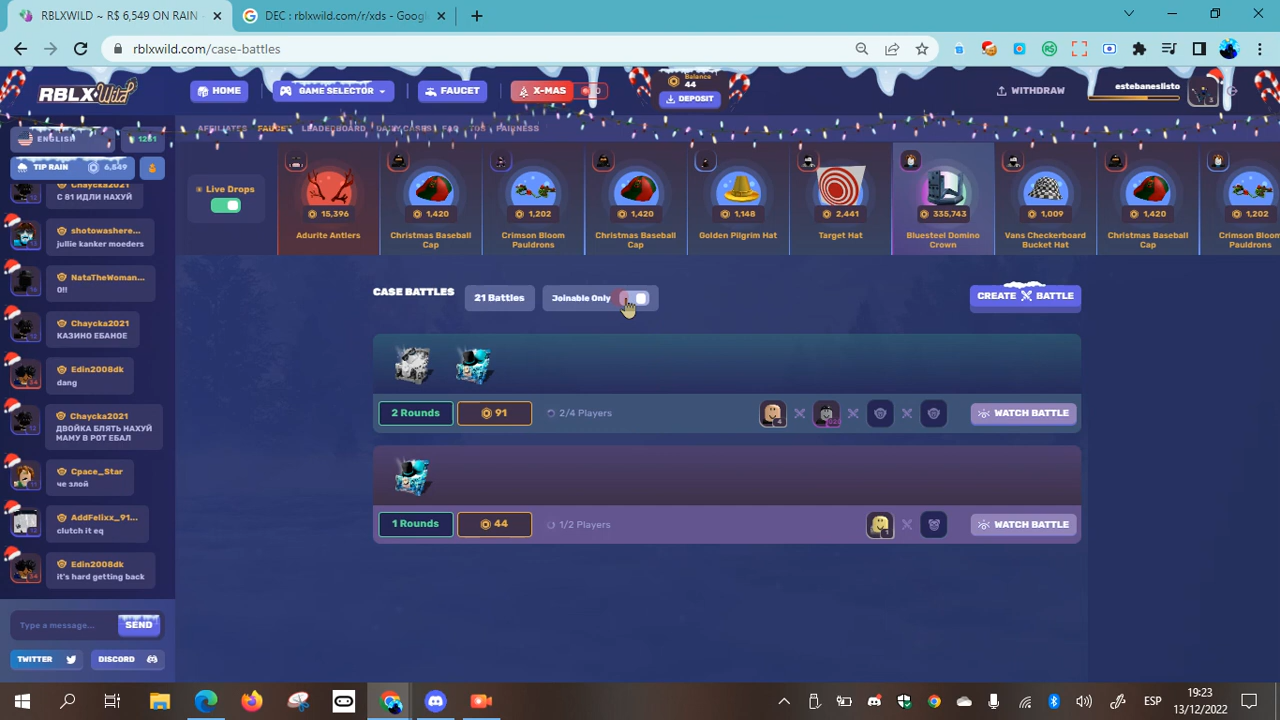 RBLXWILD ~ R$ 6,549 ON RAIN -
DEC : rblxwild.com/r/xds - Google
rblxwild.com/case-battles
RBLX Wild
HOME
GAME SELECTOR
FAUCET
X-MAS
Balance
44
DEPOSIT
WITHDRAW
estebaneslisto
3
AFFILIATES
FAUCET
LEADERBOARD
DAILY CASES
FAQ
TOS
FAIRNESS
ENGLISH
1251
TIP RAIN
6,549
Live Drops
15,396
Adurite Antlers
1,420
Christmas Baseball
Cap
1,202
Crimson Bloom
Pauldrons
1,420
Christmas Baseball
Cap
1,148
Golden Pilgrim Hat
2,441
Target Hat
335,743
Bluesteel Domino
Crown
1,009
Vans Checkerboard
Bucket Hat
1,420
Christmas Baseball
Cap
1,202
Crimson Bloom
Pauldrons
Chaycka2021
С 81 ИДЛИ НАХУЙ
shotowashere...
jullie kanker moeders
NataTheWoman...
0!!
Chaycka2021
КАЗИНО ЕБАНОЕ
Edin2008dk
dang
Chaycka2021
ДВОЙКА БЛЯТЬ НАХУЙ
МАМУ В РОТ ЕБАЛ
Cpace_Star
че злой
AddFelixx_91...
clutch it eq
Edin2008dk
it's hard getting back
Type a message...
SEND
TWITTER
DISCORD
CASE BATTLES
21 Battles
Joinable Only
CREATE BATTLE
2 Rounds
91
2/4 Players
4
WATCH BATTLE
1 Rounds
44
1/2 Players
1
WATCH BATTLE
ESP
19:23
13/12/2022